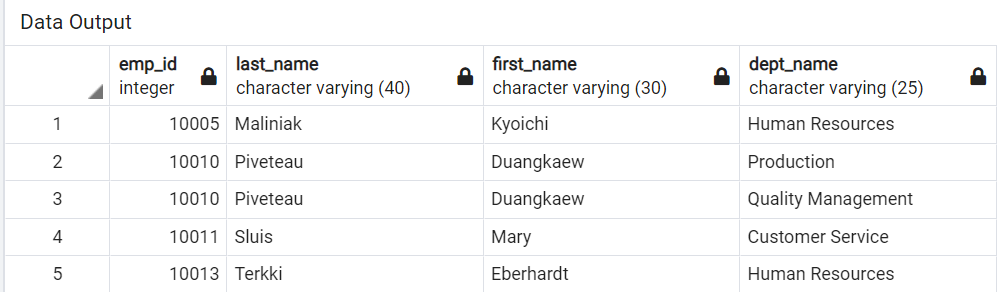 Data Output
emp_id last_name first_name dept_name
integer character varying (40) character varying (30) character varying (25)
1 10005 Maliniak Kyoichi Human Resources
2 10010 Piveteau Duangkaew Production
3 10010 Piveteau Duangkaew Quality Management
4 10011 Sluis Mary Customer Service
5 10013 Terkki Eberhardt Human Resources